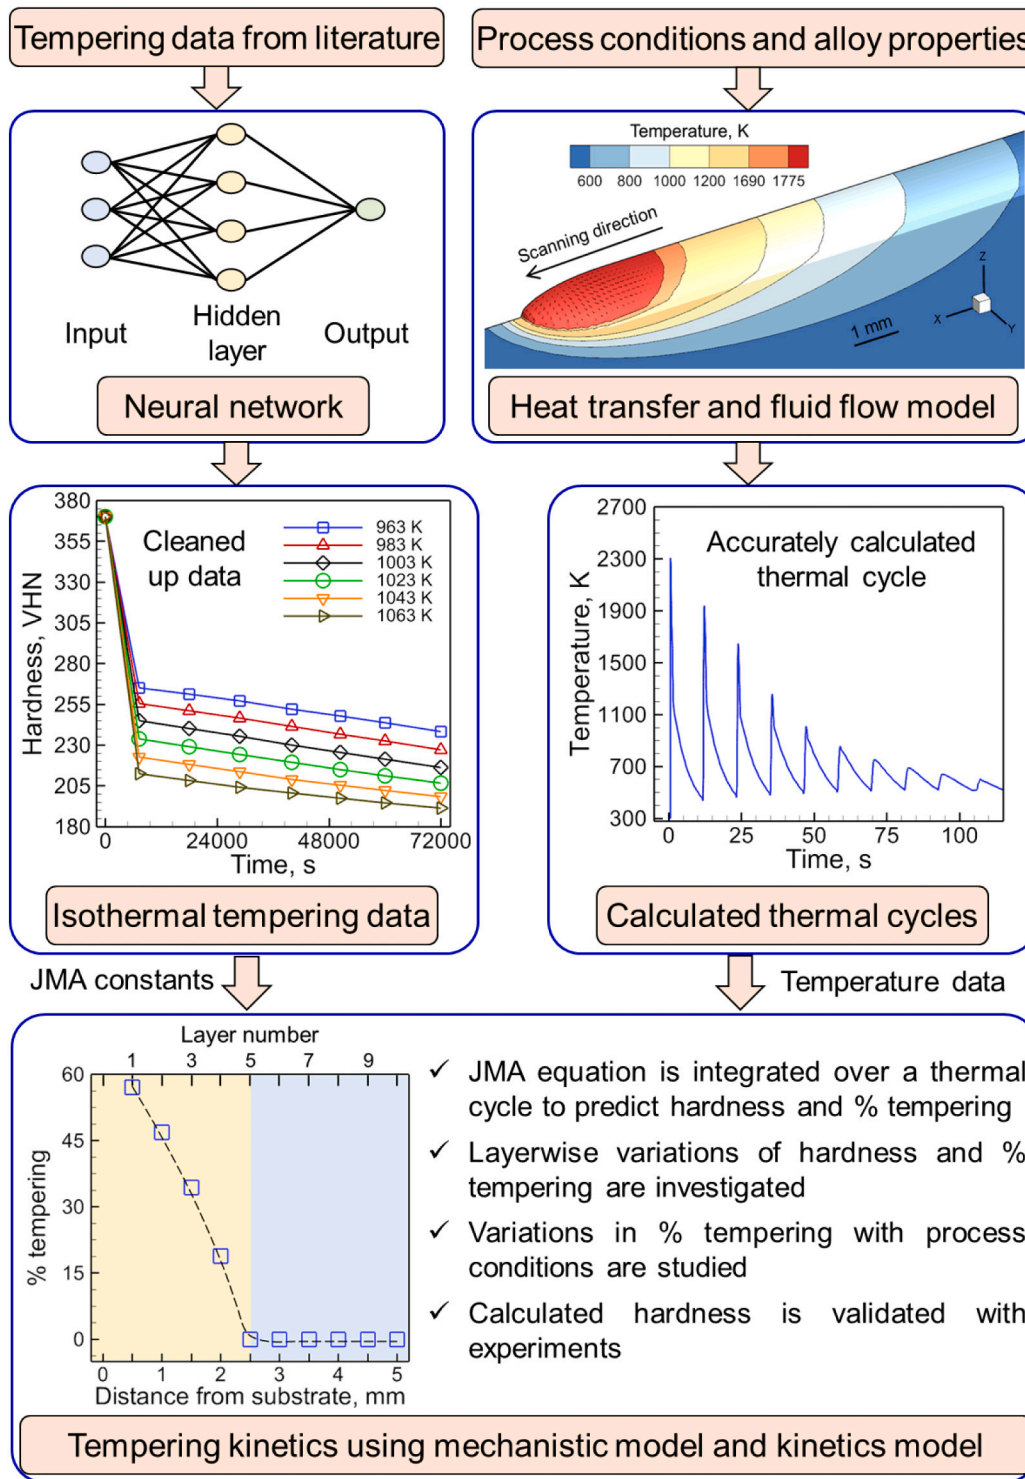 Tempering data from literature
Process conditions and alloy properties
Input
Hidden
layer
Output
Neural network
Temperature, K
600 800 1000 1200 1690 1775
Scanning direction
Z
X
Y
1 mm
Heat transfer and fluid flow model
Hardness, VHN
380
355
330
305
280
255
230
205
180
Cleaned
up data
963 K
983 K
1003 K
1023 K
1043 K
1063 K
0 24000 48000 72000
Time, s
Isothermal tempering data
Temperature, K
2700
2300
1900
1500
1100
700
300
Accurately calculated
thermal cycle
0 25 50 75 100
Time, s
Calculated thermal cycles
JMA constants
Temperature data
Layer number
1 3 5 7 9
% tempering
60
45
30
15
0
0 1 2 3 4 5
Distance from substrate, mm
✓ JMA equation is integrated over a thermal
cycle to predict hardness and % tempering
✓ Layerwise variations of hardness and %
tempering are investigated
✓ Variations in % tempering with process
conditions are studied
✓ Calculated hardness is validated with
experiments
Tempering kinetics using mechanistic model and kinetics model